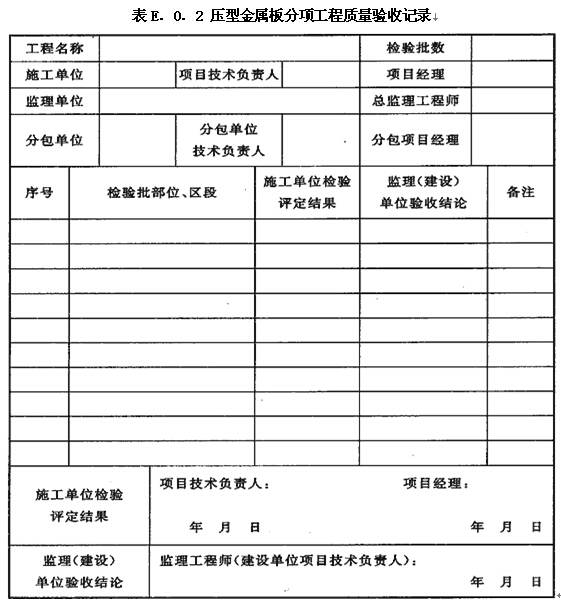 表E. 0. 2 压型金属板分项工程质量验收记录
工程名称 检验批数
施工单位 项目技术负责人 项目经理
监理单位 总监理工程师
分包单位 分包单位
技术负责人 分包项目经理
序号 检验批部位、区段 施工单位检验
评定结果 监理(建设)
单位验收结论 备注
施工单位检验
评定结果
项目技术负责人: 项目经理:
年 月 日 年 月 日
监理(建设)
单位验收结论
监理工程师(建设单位项目技术负责人):
年 月 日